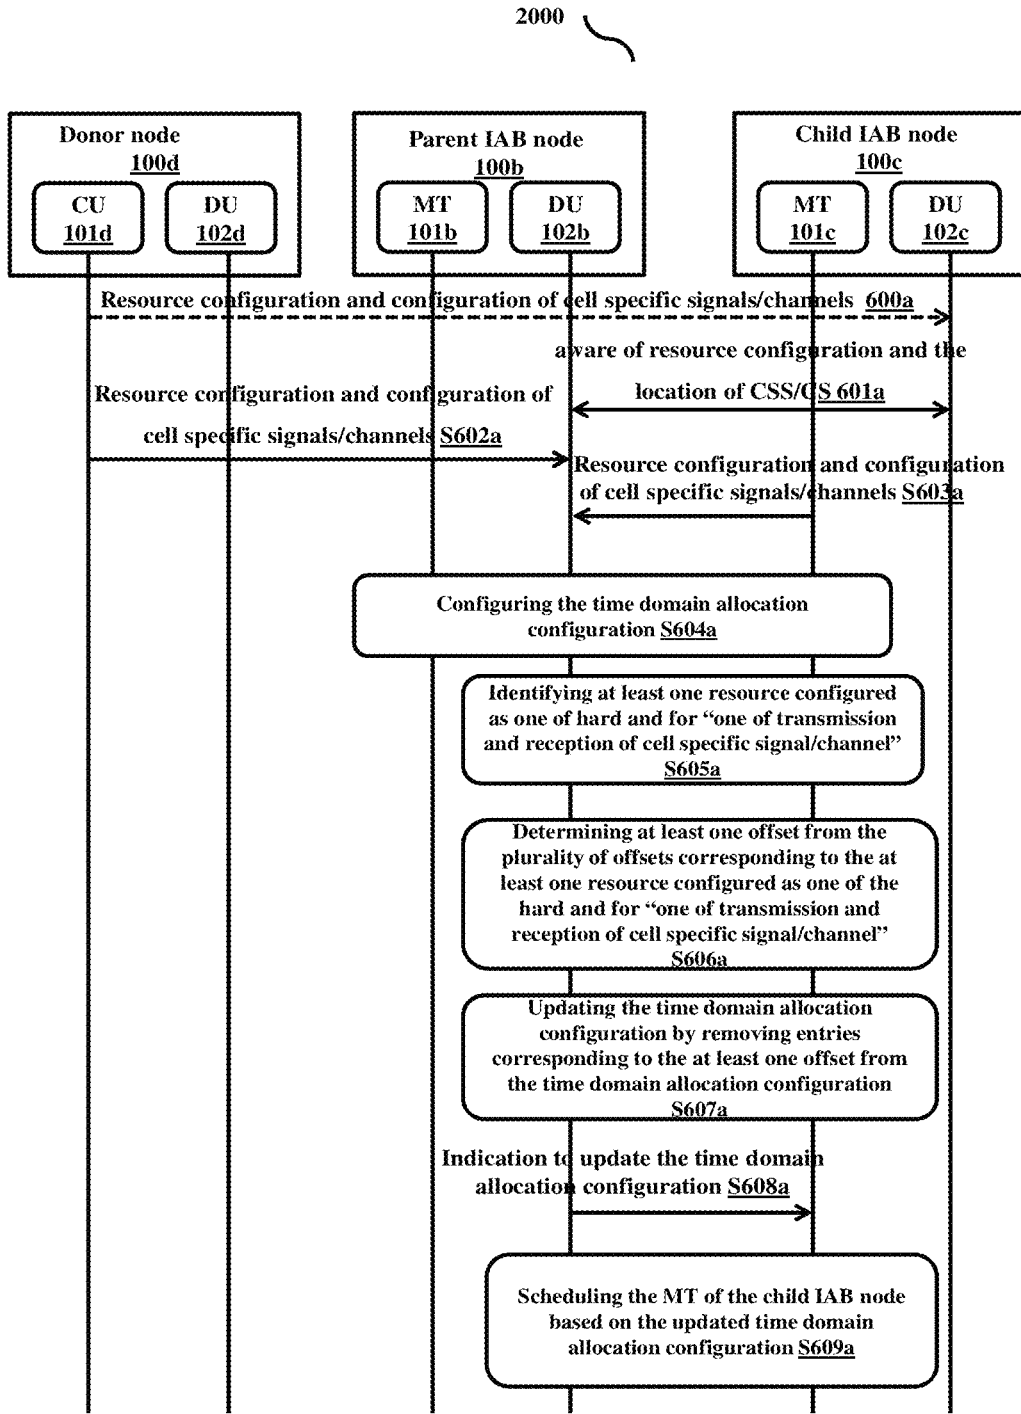 2000
Donor node
100d
CU
101d
DU
102d
Parent IAB node
100b
MT
101b
DU
102b
Child IAB node
100c
MT
101c
DU
102c
Resource configuration and configuration of cell specific signals/channels 600a
aware of resource configuration and the
location of CSS/CS 601a
Resource configuration and configuration of
cell specific signals/channels S602a
Resource configuration and configuration
of cell specific signals/channels S603a
Configuring the time domain allocation
configuration S604a
Identifying at least one resource configured
as one of hard and for “one of transmission
and reception of cell specific signal/channel”
S605a
Determining at least one offset from the
plurality of offsets corresponding to the at
least one resource configured as one of the
hard and for “one of transmission and
reception of cell specific signal/channel”
S606a
Updating the time domain allocation
configuration by removing entries
corresponding to the at least one offset from
the time domain allocation configuration
S607a
Indication to update the time domain
allocation configuration S608a
Scheduling the MT of the child IAB node
based on the updated time domain
allocation configuration S609a